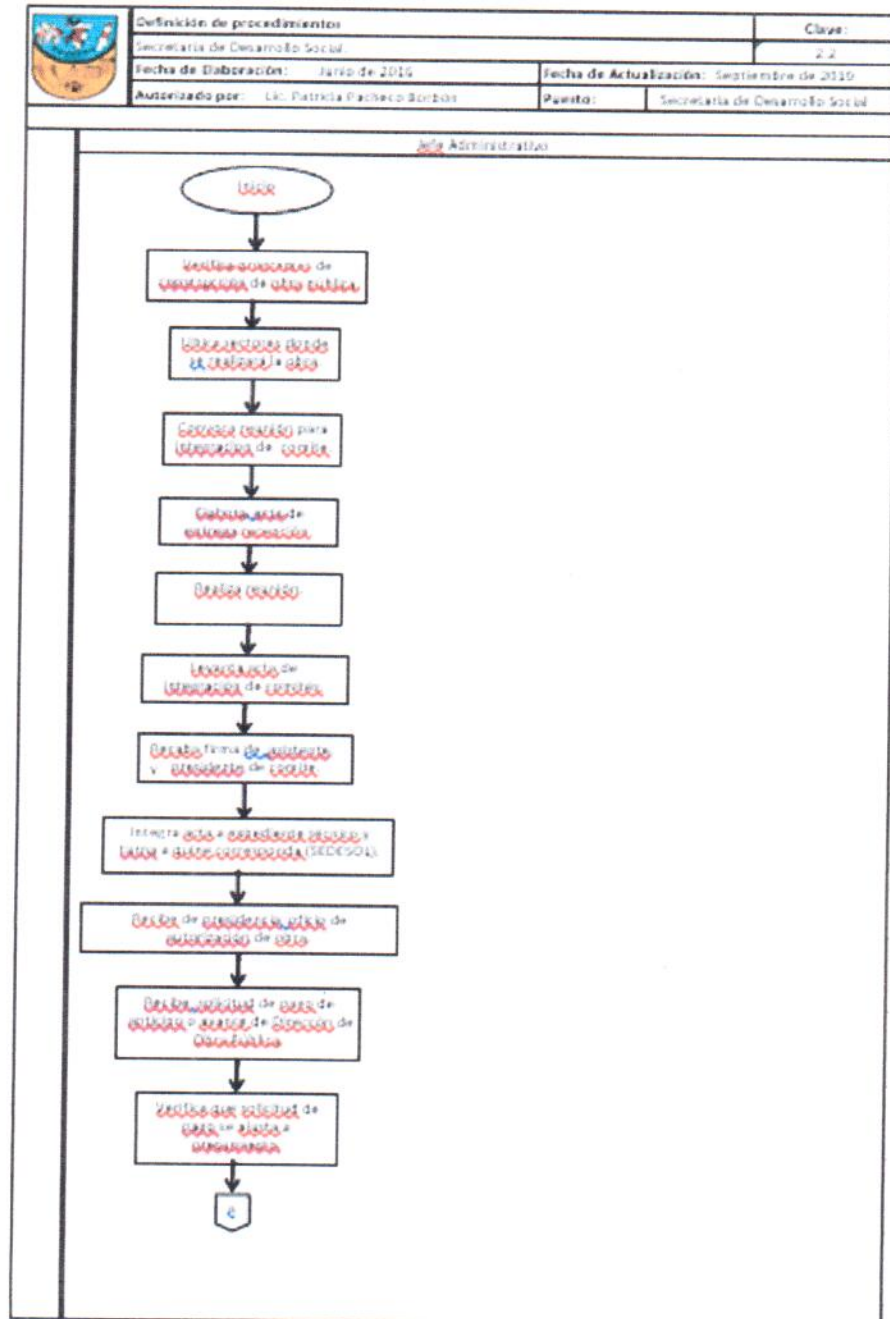 Definición de procedimientos
Clave:
Secretaria de Desarrollo Social.
2.2
Fecha de Elaboración: Junio de 2016
Fecha de Actualización: Septiembre de 2019
Autorizado por: Lic. Patricia Pacheco Borbón
Puesto: Secretaria de Desarrollo Social
Jefe Administrativo
Inicio
Verifica programas de
construcción de obra pública.
Ubica sectores donde
se realizará la obra.
Convoca reunión para
integración de comité.
Elabora acta de
entrega recepción.
Realiza reunión.
Levanta acta de
integración de comités.
Recaba firma de asistente
y presidente de comité.
Integra acta a expediente técnico y
turna a quien corresponda (SEDESOL).
Recibe de presidencia oficio de
autorización de obra
Recibe solicitud de pago de
anticipo o avance de Dirección de
Obra Pública
Verifica que solicitud de
pago se ajusta a
presupuesto